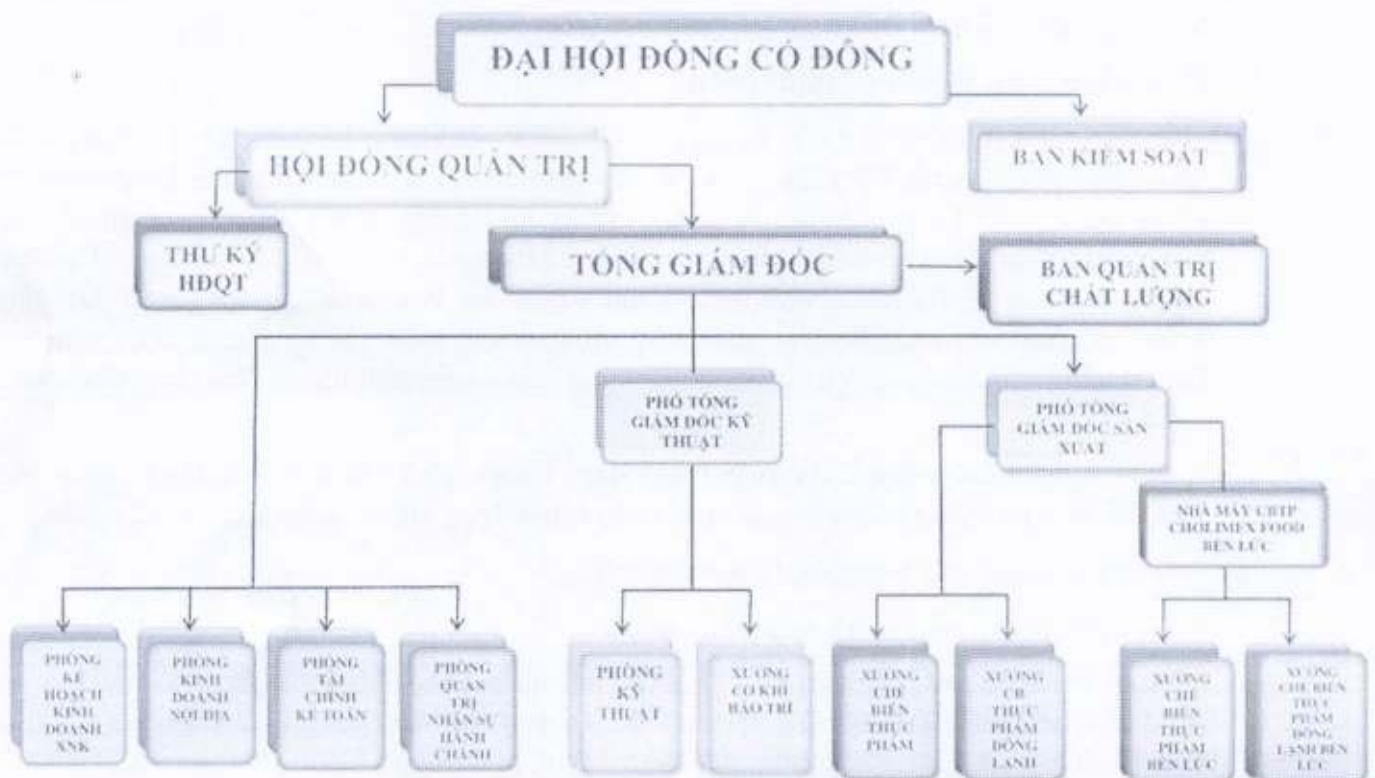 ĐẠI HỘI ĐỒNG CỔ ĐÔNG
HỘI ĐỒNG QUẢN TRỊ
BAN KIỂM SOÁT
THƯ KÝ
HĐQT
TỔNG GIÁM ĐỐC
BAN QUẢN TRỊ
CHẤT LƯỢNG
PHÓ TỔNG
GIÁM ĐỐC KỸ
THUẬT
PHÓ TỔNG
GIÁM ĐỐC SẢN
XUẤT
NHÀ MÁY CBTP
CHOLIMEX FOOD
BẾN LỨC
PHÒNG
KẾ
HOẠCH
KINH
DOANH
XNK
PHÒNG
KINH
DOANH
NỘI ĐỊA
PHÒNG
TÀI
CHÍNH
KẾ TOÁN
PHÒNG
QUẢN
TRỊ
NHÂN SỰ
HÀNH
CHÁNH
PHÒNG
KỸ
THUẬT
XƯỞNG
CƠ KHÍ
BẢO TRÌ
XƯỞNG
CHẾ
BIẾN
THỰC
PHẨM
XƯỞNG
CB
THỰC
PHẨM ĐÔNG
LẠNH
XƯỞNG
CHẾ
BIẾN
THỰC
PHẨM
BẾN LỨC
XƯỞNG
CHẾ BIẾN
THỰC
PHẨM
ĐÔNG
LẠNH BẾN
LỨC